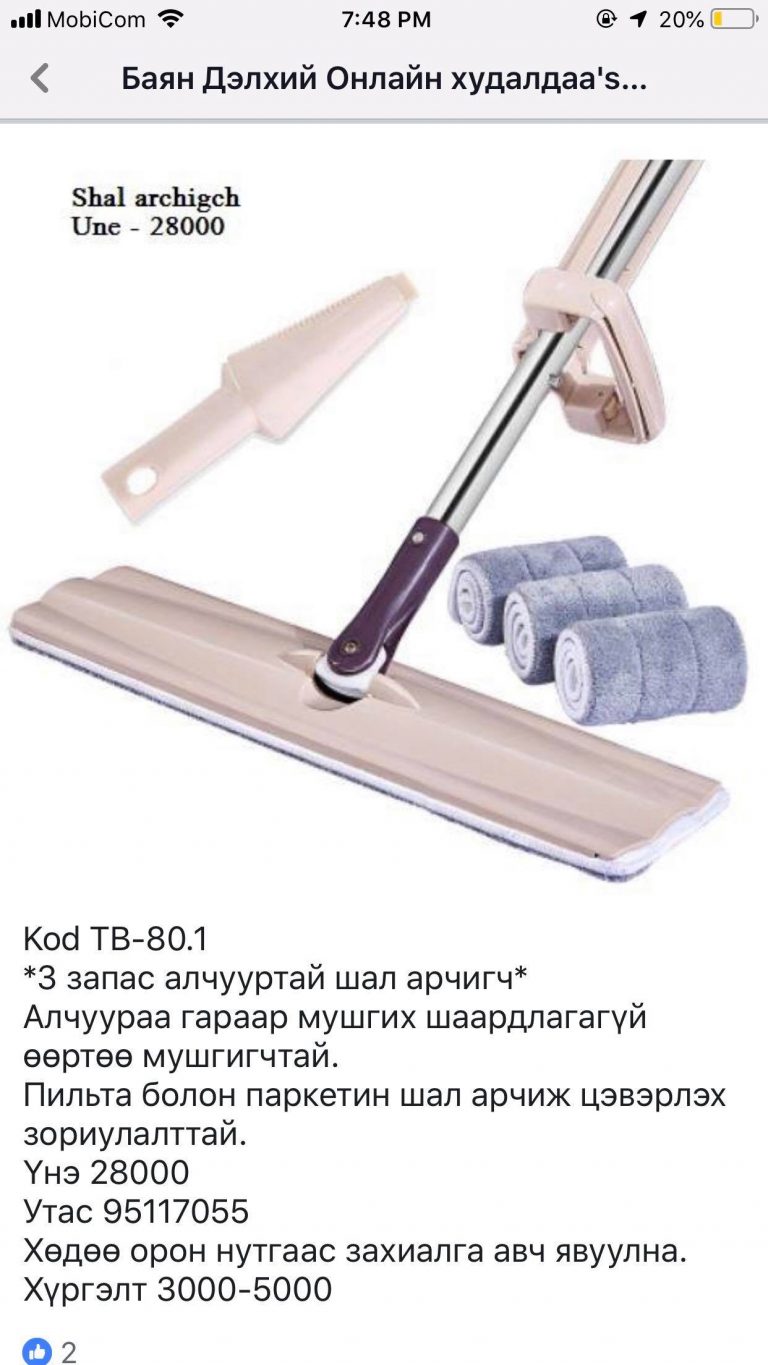 MobiCom 7:48 PM 20%
Баян Дэлхий Онлайн худалдаа's...
Shal archigch
Une - 28000
Kod TB-80.1
*3 запас алчууртай шал арчигч*
Алчуураа гараар мушгих шаардлагагүй
өөртөө мушгигчтай.
Пильта болон паркетин шал арчиж цэвэрлэх
зориулалттай.
Үнэ 28000
Утас 95117055
Хөдөө орон нутгаас захиалга авч явуулна.
Хүргэлт 3000-5000
2